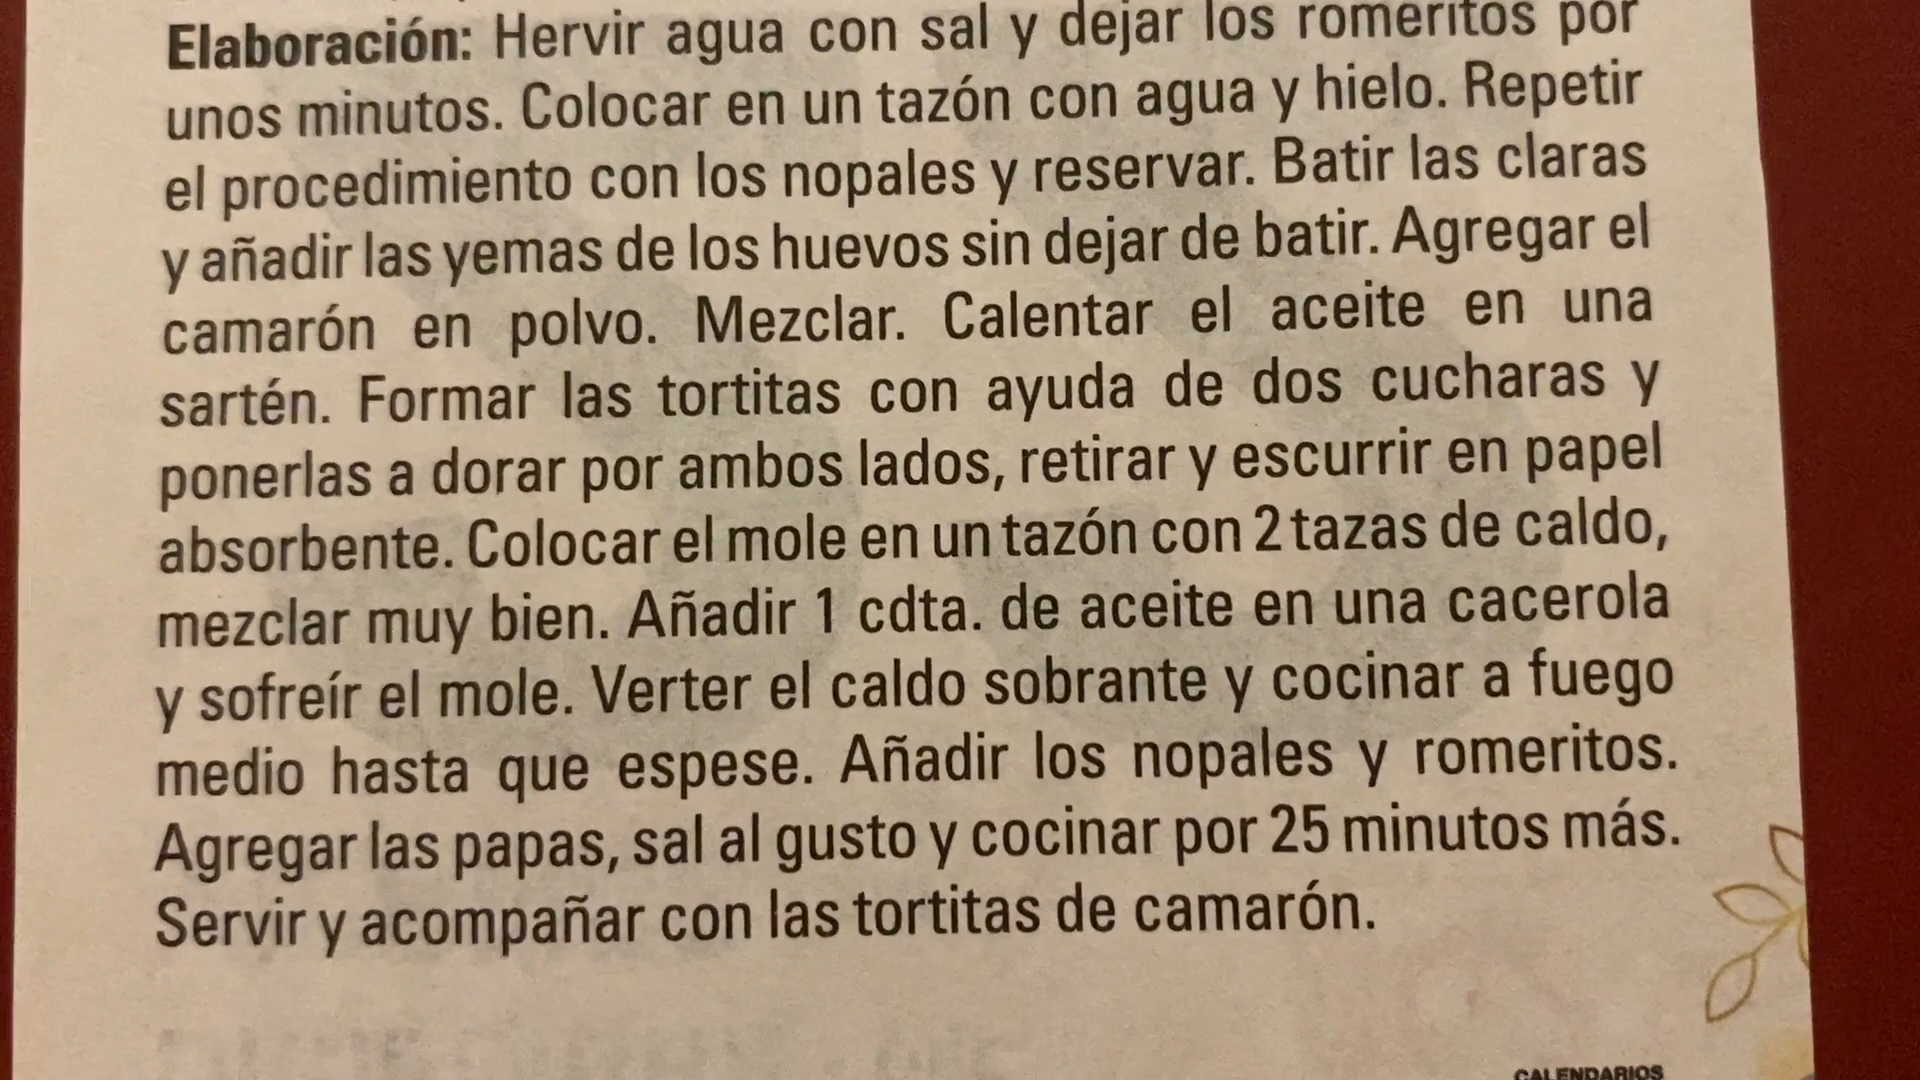 Elaboración: Hervir agua con sal y dejar los romeritos por
unos minutos. Colocar en un tazón con agua y hielo. Repetir
el procedimiento con los nopales y reservar. Batir las claras
y añadir las yemas de los huevos sin dejar de batir. Agregar el
camarón en polvo. Mezclar. Calentar el aceite en una
sartén. Formar las tortitas con ayuda de dos cucharas y
ponerlas a dorar por ambos lados, retirar y escurrir en papel
absorbente. Colocar el mole en un tazón con 2 tazas de caldo,
mezclar muy bien. Añadir 1 cdta. de aceite en una cacerola
y sofreír el mole. Verter el caldo sobrante y cocinar a fuego
medio hasta que espese. Añadir los nopales y romeritos.
Agregar las papas, sal al gusto y cocinar por 25 minutos más.
Servir y acompañar con las tortitas de camarón.
CALENDARIOS